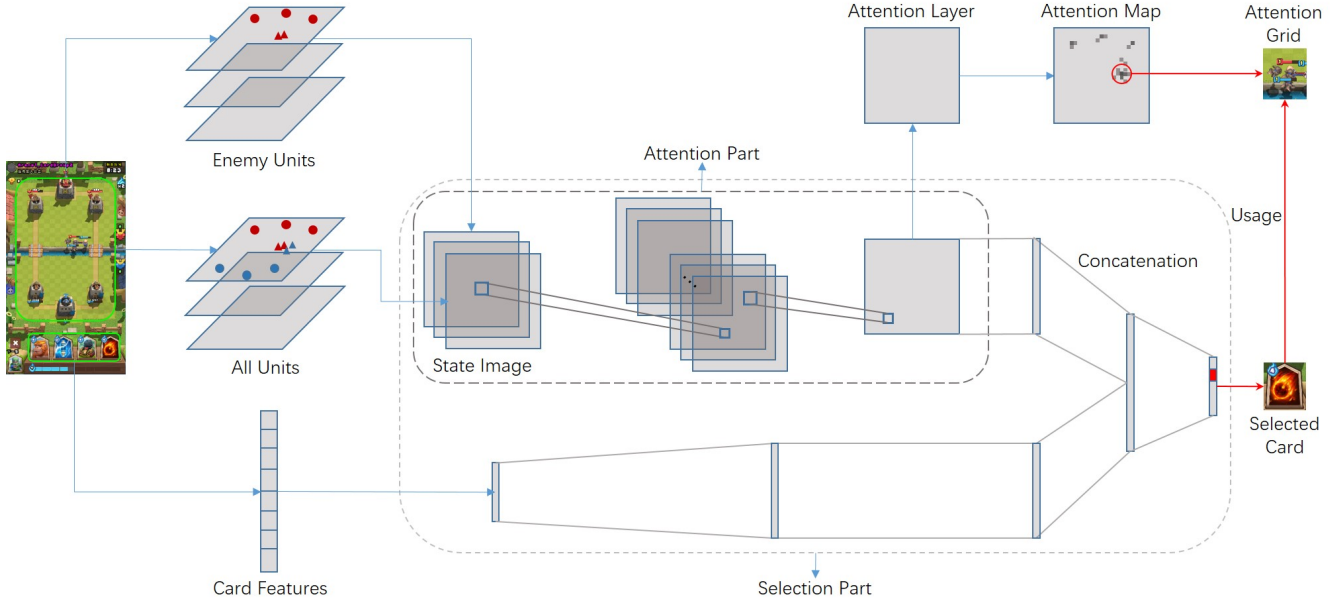 Attention Layer
Attention Map
Attention
Grid
Enemy Units
Attention Part
Usage
Concatenation
State Image
All Units
Selected
Card
Card Features
Selection Part